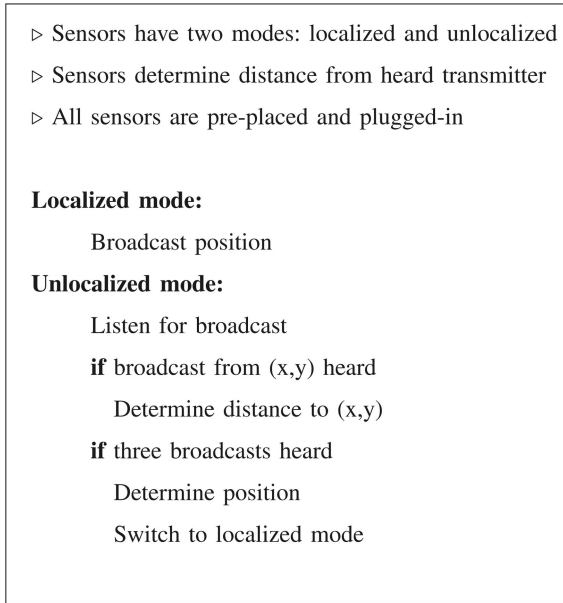 ▷ Sensors have two modes: localized and unlocalized
▷ Sensors determine distance from heard transmitter
▷ All sensors are pre-placed and plugged-in
Localized mode:
Broadcast position
Unlocalized mode:
Listen for broadcast
if broadcast from (x,y) heard
Determine distance to (x,y)
if three broadcasts heard
Determine position
Switch to localized mode